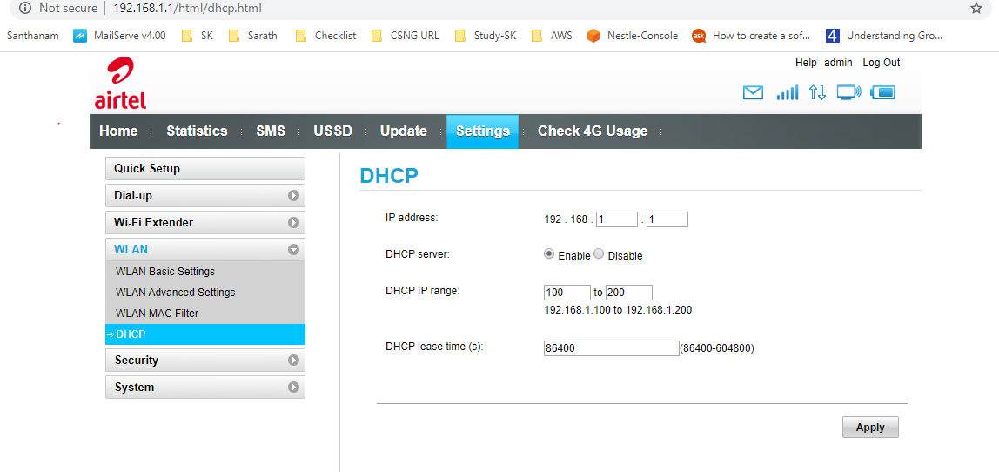 Not secure 192.168.1.1/html/dhcp.html
Santhanam MailServe v4.00 SK Sarath Checklist CSNG URL Study-SK AWS Nestle-Console ask How to create a sof... 4 Understanding Gro...
Help admin Log Out
airtel
Home Statistics SMS USSD Update Settings Check 4G Usage
Quick Setup
Dial-up
Wi-Fi Extender
WLAN
WLAN Basic Settings
WLAN Advanced Settings
WLAN MAC Filter
DHCP
Security
System
DHCP
IP address: 192 . 168 . 1 . 1
DHCP server: Enable Disable
DHCP IP range: 100 to 200
192.168.1.100 to 192.168.1.200
DHCP lease time (s): 86400 (86400-604800)
Apply